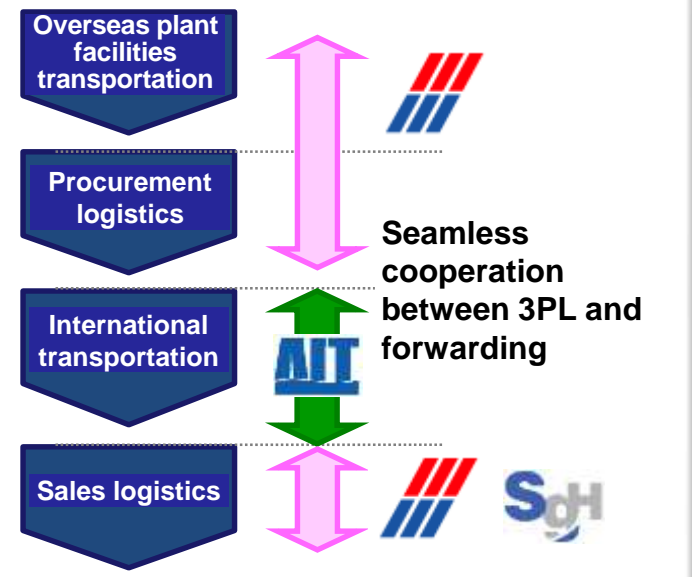 Overseas plant
facilities
transportation
Procurement
logistics
Seamless
cooperation
between 3PL and
forwarding
International
transportation
AIT
Sales logistics
SgH